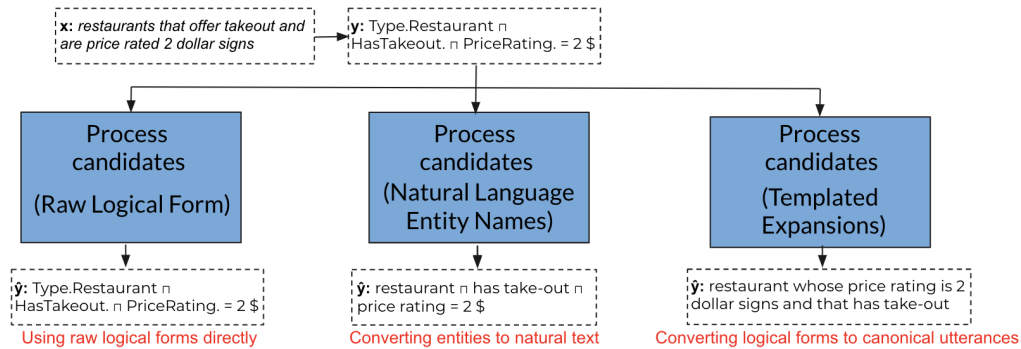 x: restaurants that offer takeout and
are price rated 2 dollar signs
y: Type.Restaurant ⊓
HasTakeout. ⊓ PriceRating. = 2 $
Process
candidates
(Raw Logical Form)
Process
candidates
(Natural Language
Entity Names)
Process
candidates
(Templated
Expansions)
ŷ: Type.Restaurant ⊓
HasTakeout. ⊓ PriceRating. = 2 $
ŷ: restaurant ⊓ has take-out ⊓
price rating = 2 $
ŷ: restaurant whose price rating is 2
dollar signs and that has take-out
Using raw logical forms directly
Converting entities to natural text
Converting logical forms to canonical utterances